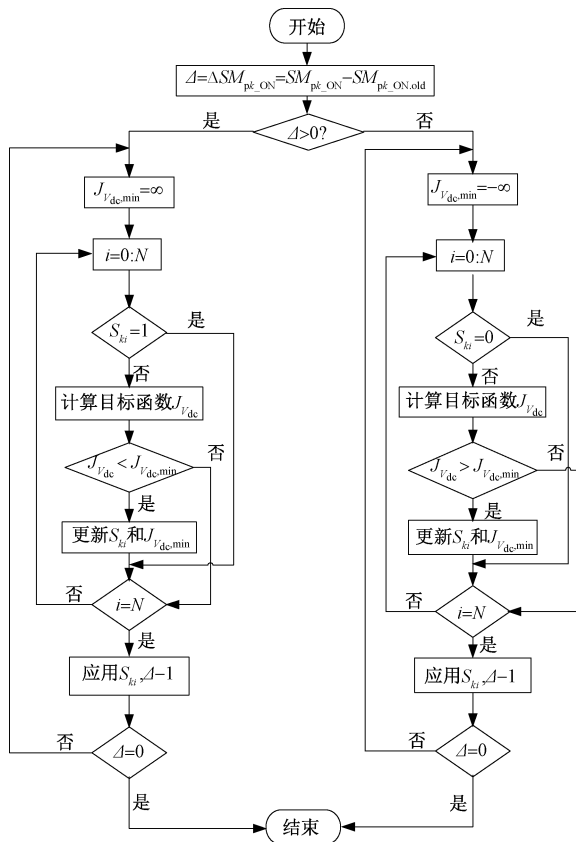 开始
Δ=ΔSM_pk_ON=SM_pk_ON−SM_pk_ON.old
是
Δ>0?
否
J_Vdc,min=∞
i=0:N
S_ki=1
是
否
计算目标函数J_Vdc
J_Vdc<J_Vdc,min
否
是
更新S_ki和J_Vdc,min
否
i=N
是
应用S_ki,Δ−1
否
Δ=0
是
J_Vdc,min=−∞
i=0:N
S_ki=0
是
否
计算目标函数J_Vdc
J_Vdc>J_Vdc,min
否
是
更新S_ki和J_Vdc,min
否
i=N
是
应用S_ki,Δ−1
否
Δ=0
是
结束